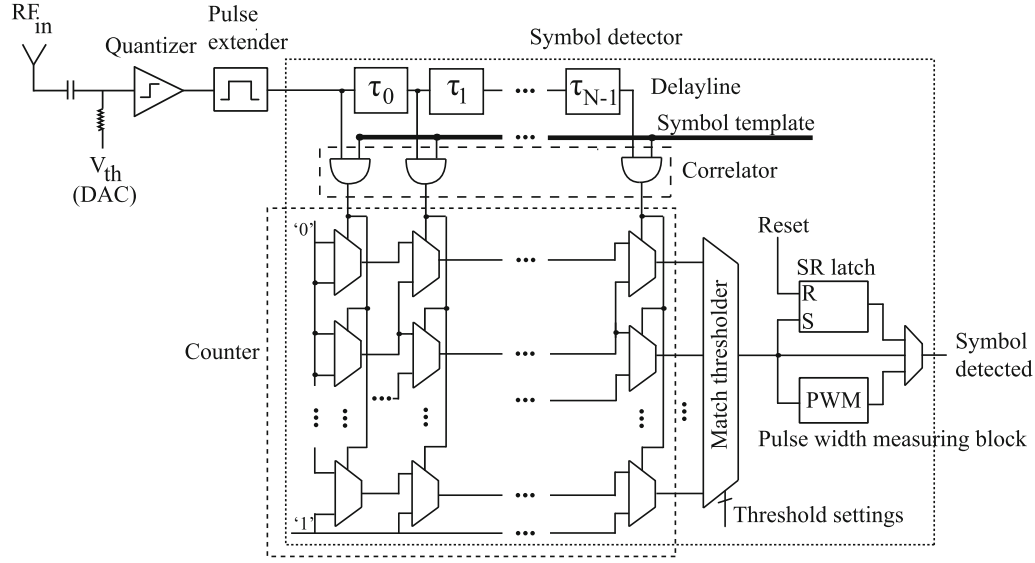 RF in
Pulse
extender
Quantizer
Symbol detector
τ0
τ1
τN-1
Delayline
Symbol template
Vth
(DAC)
Correlator
'0'
Reset
SR latch
R
S
Counter
Match thresholder
Symbol
detected
PWM
Pulse width measuring block
'1'
Threshold settings